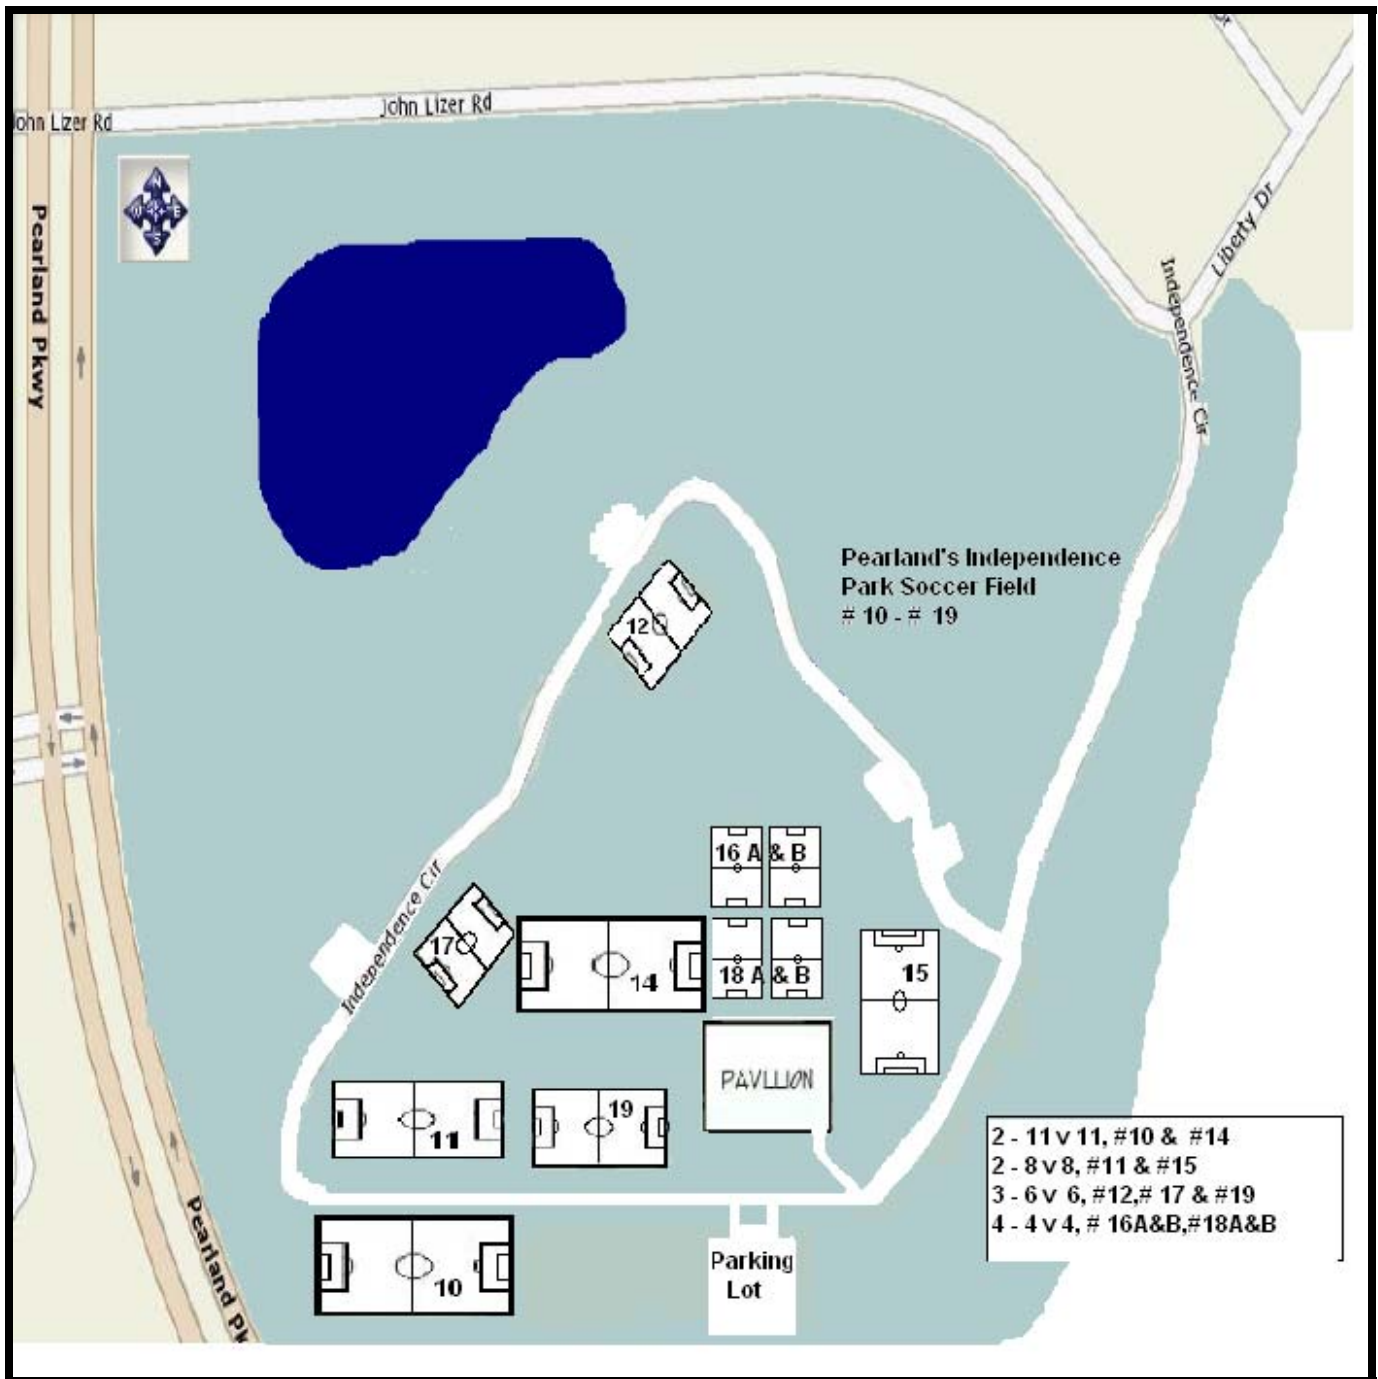 John Lizer Rd
John Lizer Rd
N
W E
S
Pearland Pkwy
Liberty Dr
Independence Cir
Pearland's Independence
Park Soccer Field
# 10 - # 19
12
16 A & B
Independence Cir
17
14
18 A & B
15
PAVLLION
11
19
2 - 11 v 11, #10 & #14
2 - 8 v 8, #11 & #15
3 - 6 v 6, #12,# 17 & #19
4 - 4 v 4, # 16A&B,#18A&B
Pearland Pk
10
Parking
Lot